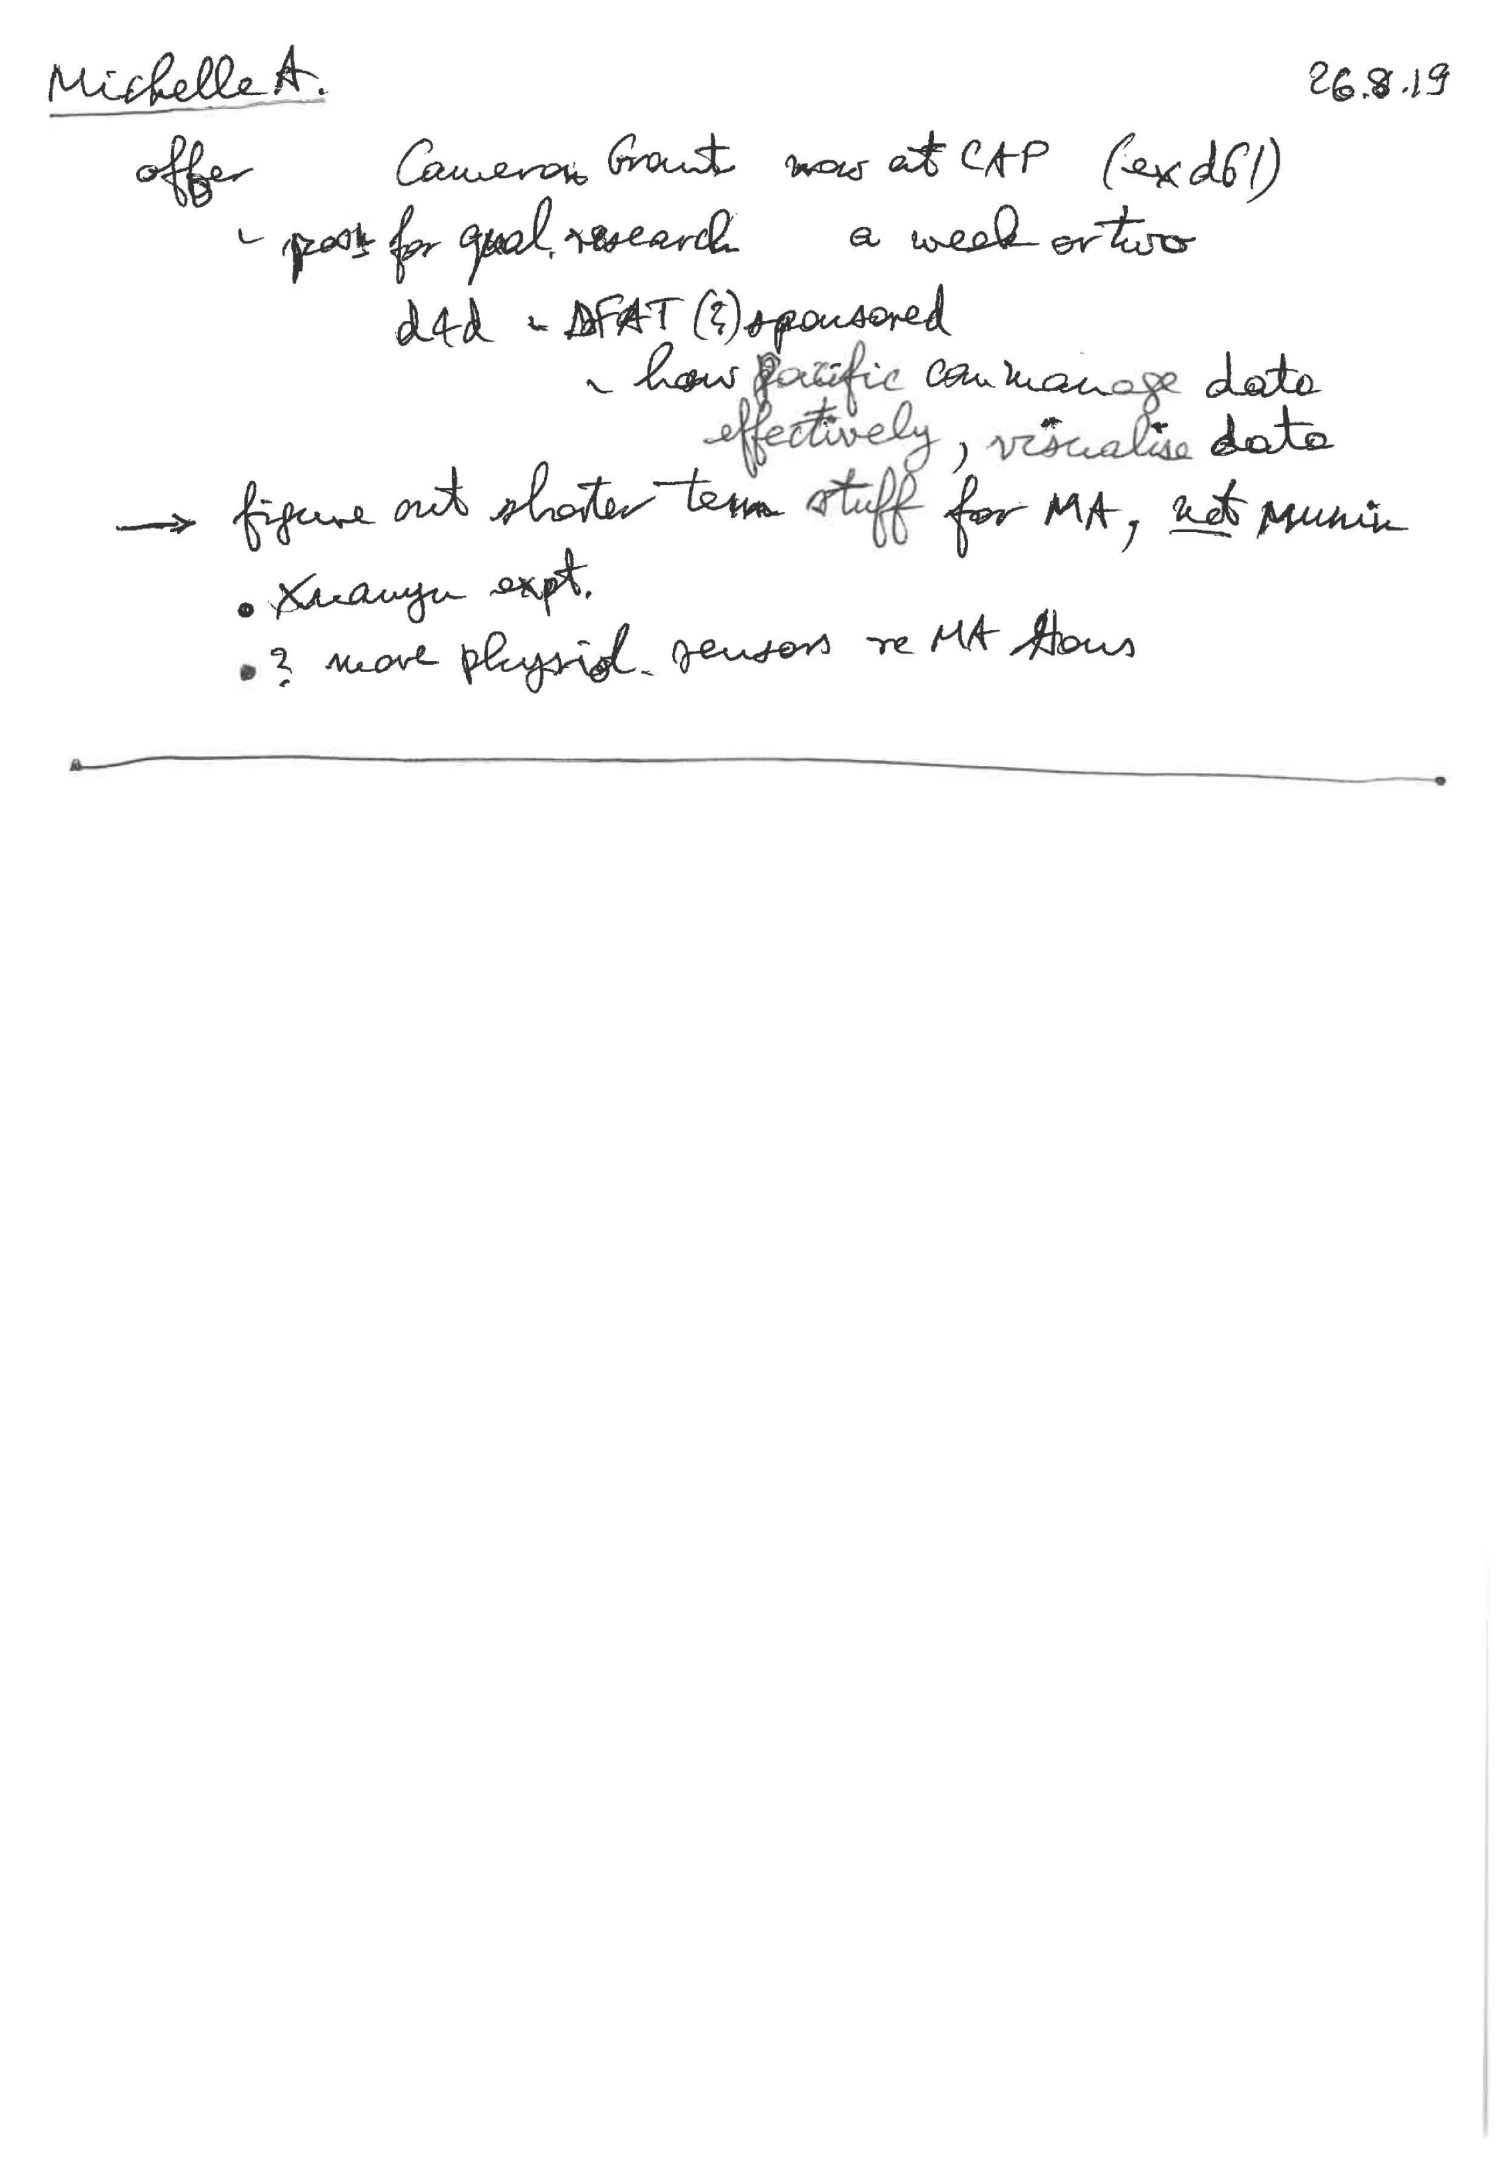 Michelle A. 26.8.19
offer Cameron Grant now at CAP (ex d61)
- for qual. research a week or two
d4d - DFAT (?) sponsored
- how Pacific can manage data
effectively, visualise data
→ figure out shorter term stuff for MA, not Munin
• Xuanyu expt.
• ? more physiol. sensors re MA Hons